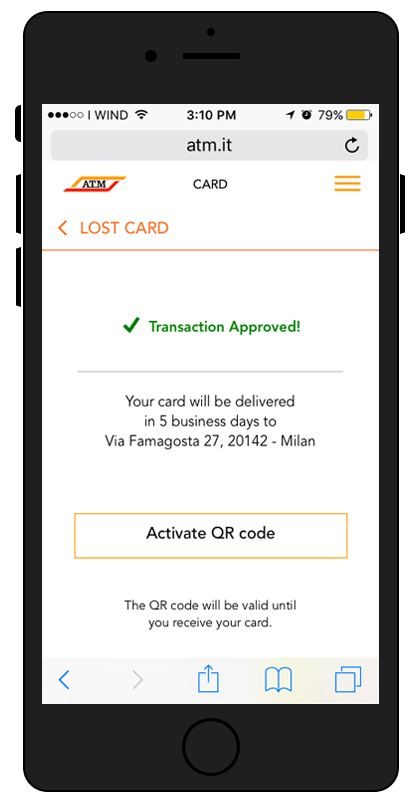 I WIND 3:10 PM 79%
atm.it
ATM CARD
LOST CARD
Transaction Approved!
Your card will be delivered
in 5 business days to
Via Famagosta 27, 20142 - Milan
Activate QR code
The QR code will be valid until
you receive your card.